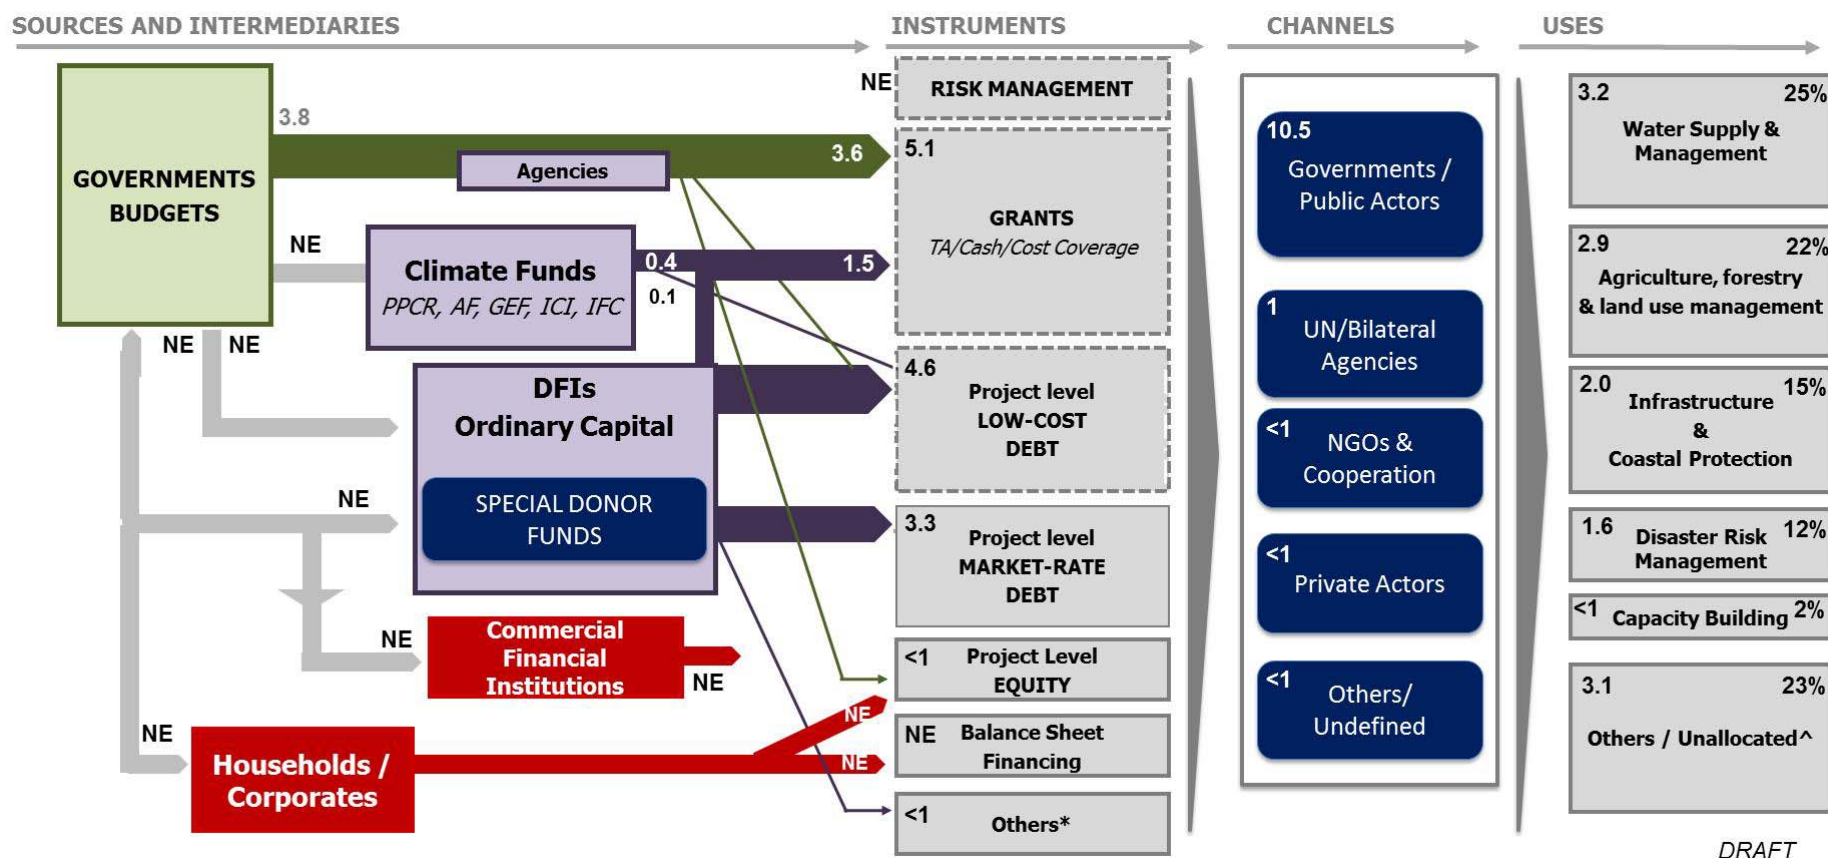 SOURCES AND INTERMEDIARIES
INSTRUMENTS
CHANNELS
USES
GOVERNMENTS
BUDGETS
3.8
3.6
Agencies
NE
Climate Funds
PPCR, AF, GEF, ICI, IFC
0.4
0.1
1.5
NE
NE
DFIs
Ordinary Capital
SPECIAL DONOR
FUNDS
NE
NE
Commercial
Financial
Institutions
NE
NE
Households /
Corporates
NE
NE
NE
RISK MANAGEMENT
5.1
GRANTS
TA/Cash/Cost Coverage
4.6
Project level
LOW-COST
DEBT
3.3
Project level
MARKET-RATE
DEBT
<1
Project Level
EQUITY
NE
Balance Sheet
Financing
<1
Others*
10.5
Governments /
Public Actors
1
UN/Bilateral
Agencies
<1
NGOs &
Cooperation
<1
Private Actors
<1
Others/
Undefined
3.2
25%
Water Supply &
Management
2.9
22%
Agriculture, forestry
& land use management
2.0
15%
Infrastructure
&
Coastal Protection
1.6
12%
Disaster Risk
Management
<1
Capacity Building
2%
3.1
23%
Others / Unallocated^
DRAFT